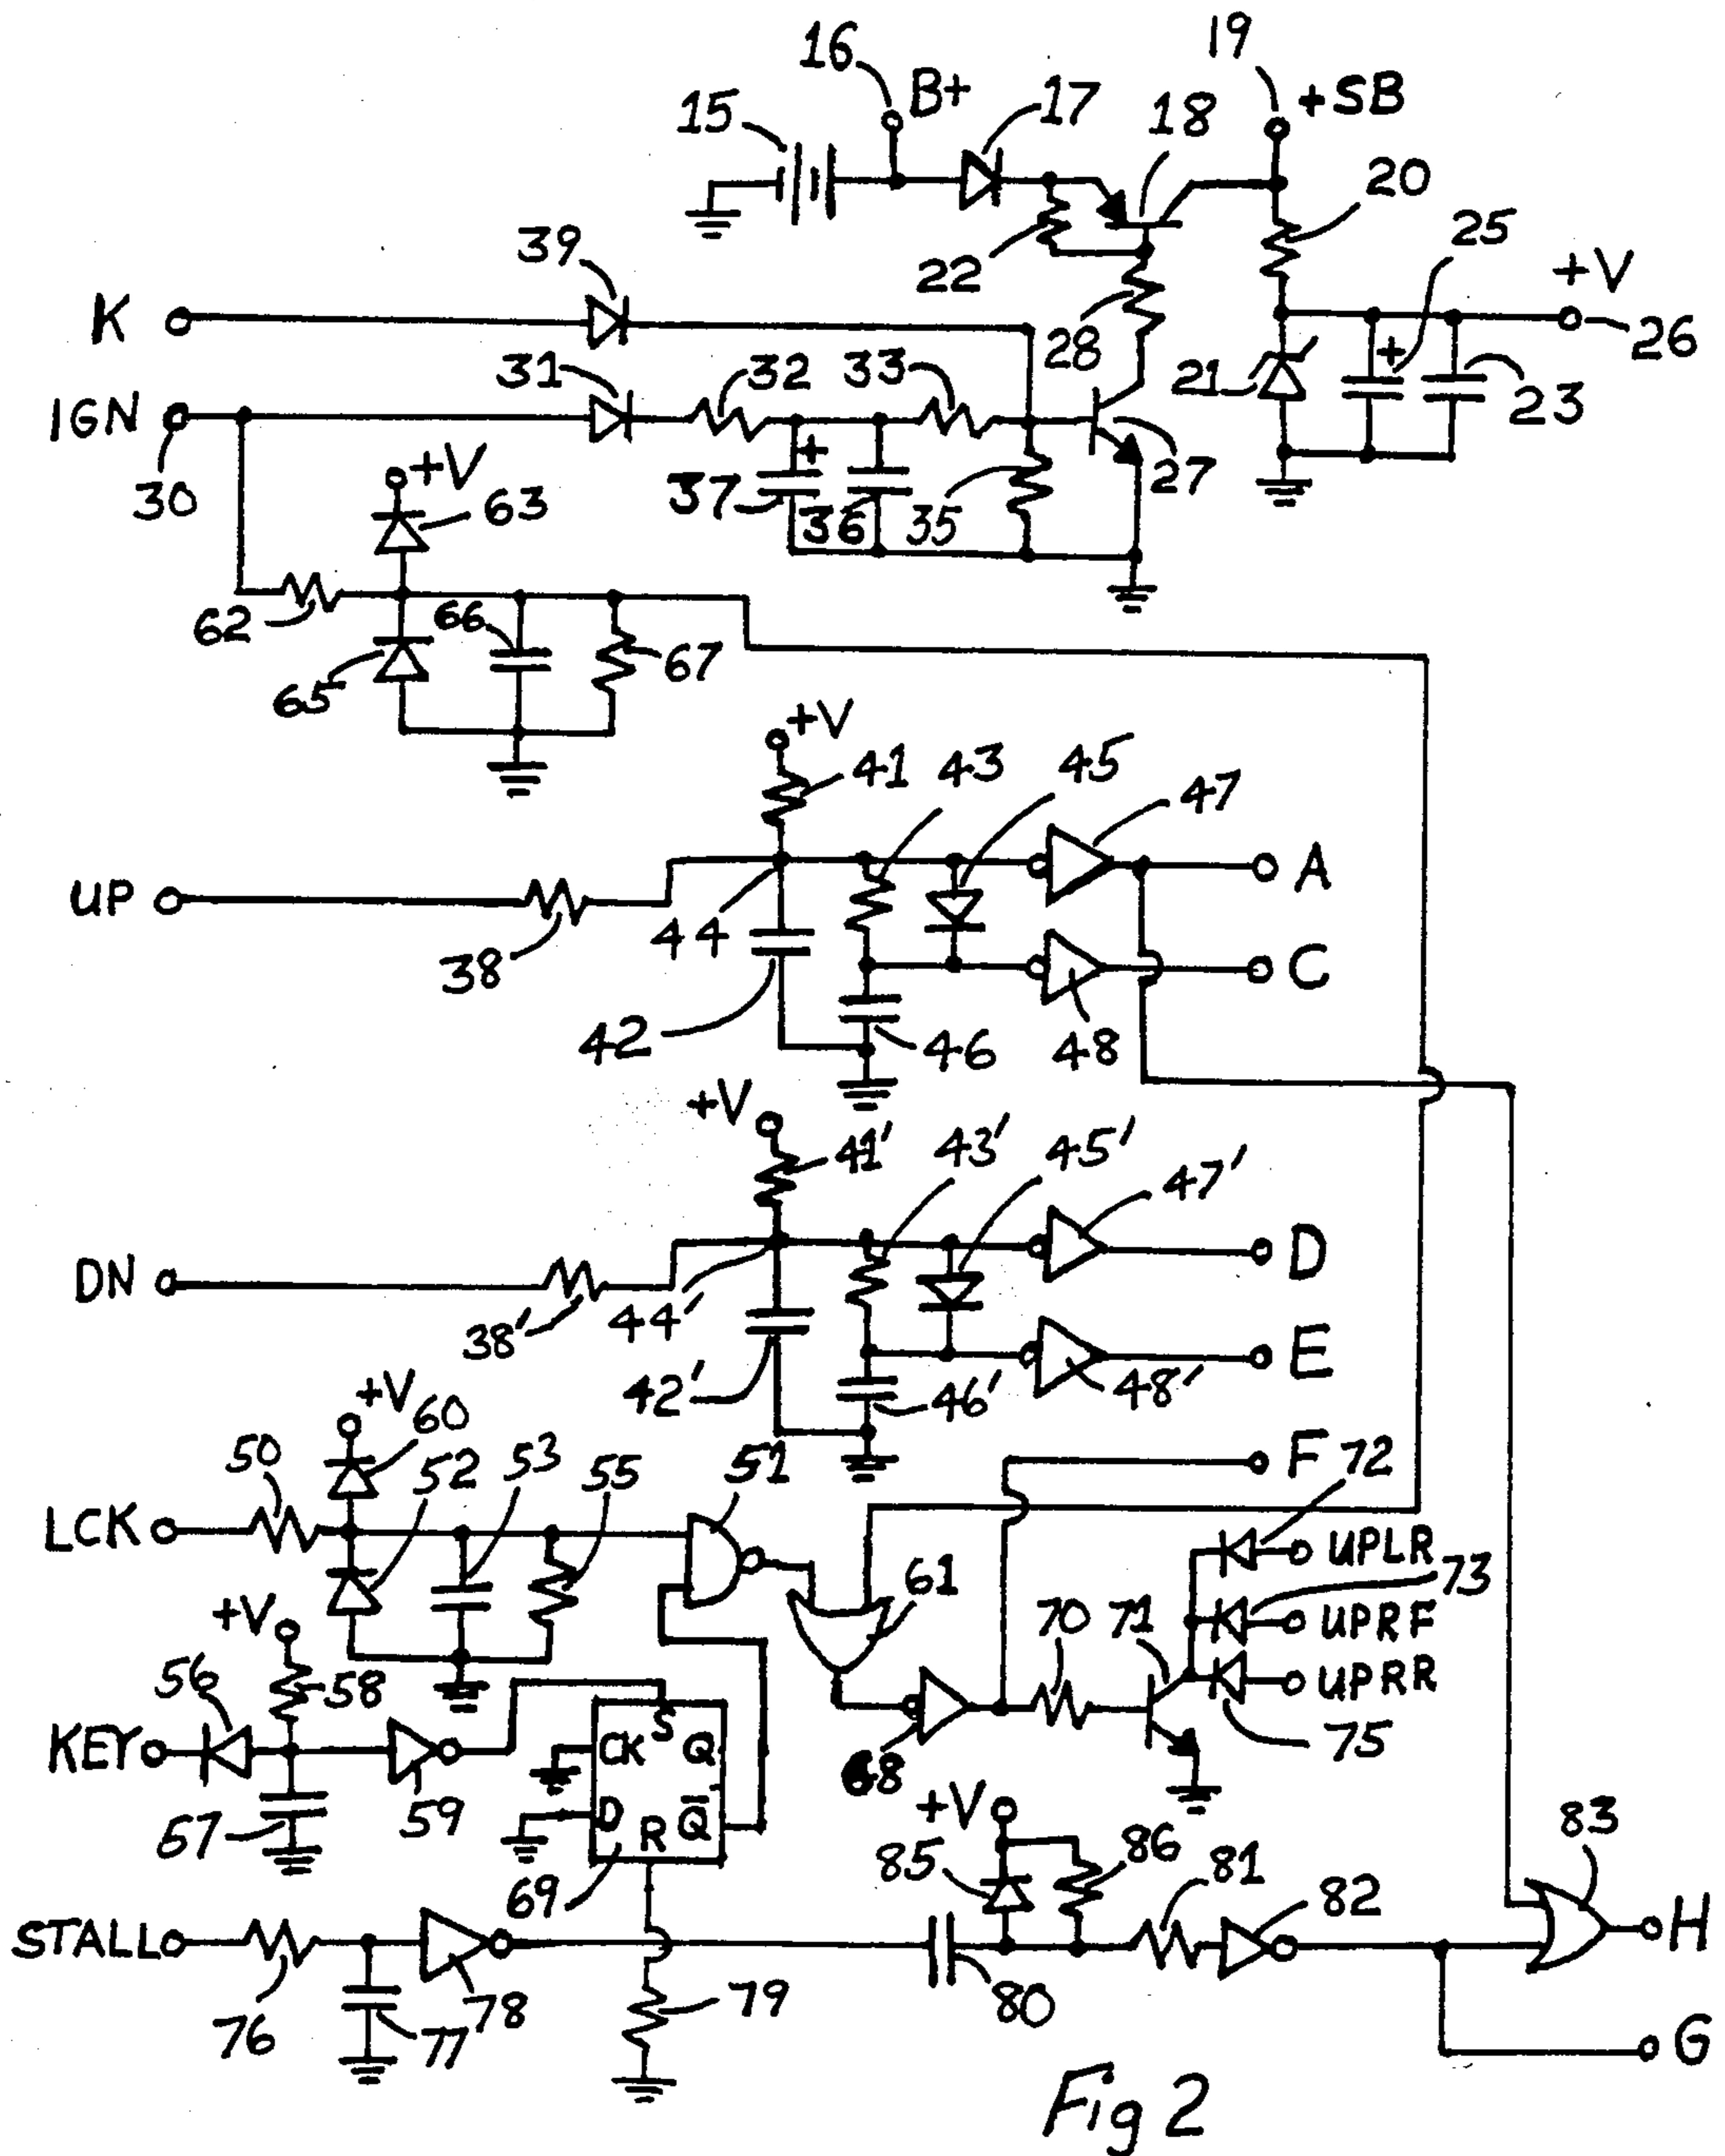 16
19
B+
17
+SB
15
18
20
25
39
22
+V
K
28
26
31
32
33
21
23
IGN
+V
27
30
63
37
36
35
62
66
67
65
+V
41
43
45
47
A
UP
44
C
38
42
46
48
+V
41'
43'
45'
47'
D
DN
44'
38'
E
42'
46'
48'
+V
60
50
52
53
55
51
F
72
LCK
UPLR
61
73
+V
70
71
UPRF
56
58
UPRR
S
KEY
CK
Q
75
68
59
D
Q̅
+V
57
R
83
85
86
81
82
69
STALL
H
80
79
76
77
78
G
Fig 2